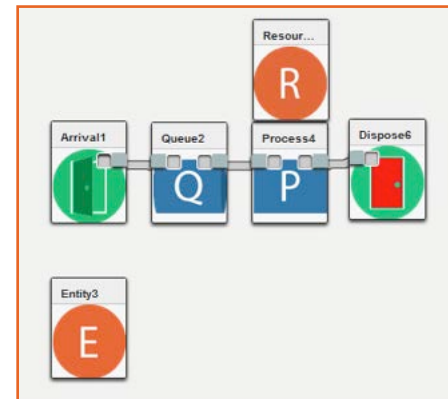 Resour...
R
Arrival1
Queue2
Process4
Dispose6
Q
P
Entity3
E